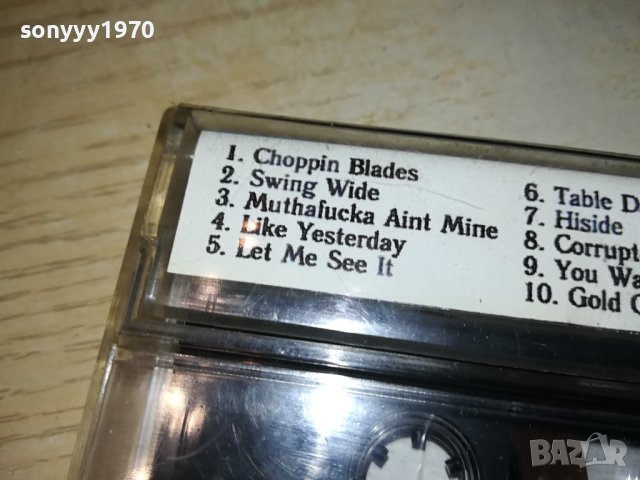 sonyyy1970
1. Choppin Blades
2. Swing Wide
3. Muthafucka Aint Mine
4. Like Yesterday
5. Let Me See It
6. Table
7. Hiside
8. Corrupt
9. You
10. Gold
BAZAR